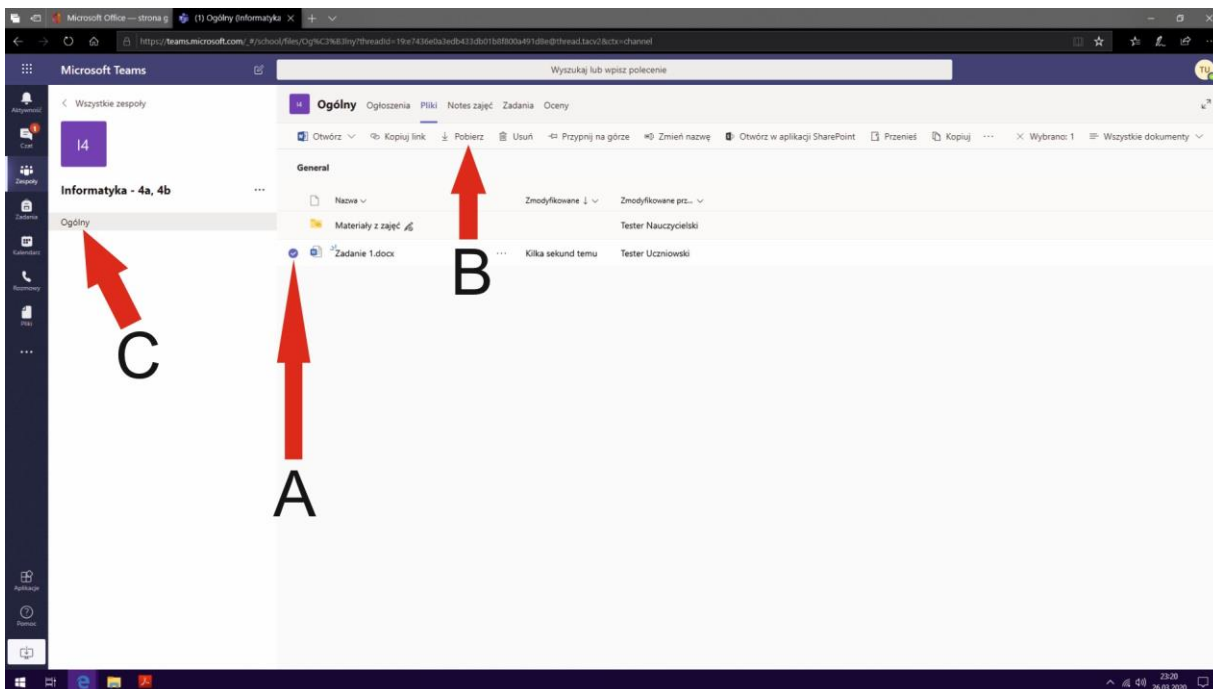 Microsoft Office — strona g
(1) Ogólny (Informatyka
https://teams.microsoft.com/_#/school/files/Og%C3%B3lny?threadId=19:e7436e0a3edb433db01b8f800a491d8e@thread.tacv2&ctx=channel
Microsoft Teams
Wyszukaj lub wpisz polecenie
TU
Aktywność
1
Czat
Zespoły
Zadania
Kalendarz
Rozmowy
Pliki
Aplikacje
Pomoc
Wszystkie zespoły
I4
Informatyka - 4a, 4b
Ogólny
I4 Ogólny Ogłoszenia Pliki Notes zajęć Zadania Oceny
Otwórz Kopiuj link Pobierz Usuń Przypnij na górze Zmień nazwę Otwórz w aplikacji SharePoint Przenieś Kopiuj ... Wybrano: 1 Wszystkie dokumenty
General
Nazwa Zmodyfikowane ↓ Zmodyfikowane prz...
Materiały z zajęć Tester Nauczycielski
Zadanie 1.docx ... Kilka sekund temu Tester Uczniowski
B
C
A
23:20
26.03.2020